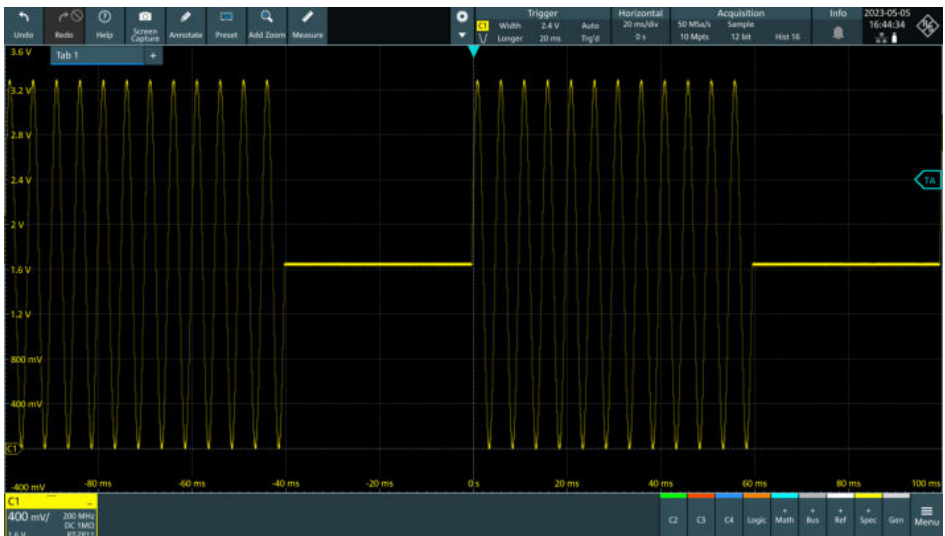 Undo Redo Help Screen Capture Annotate Preset Add Zoom Measure
Trigger
C1 Width 2.4 V Auto
Longer 20 ms Trig'd
Horizontal
20 ms/div
0 s
Acquisition
50 MSa/s Sample
10 Mpts 12 bit Hist 16
Info
2023-05-05
16:44:34
3.6 V
Tab 1 +
3.2 V
2.8 V
2.4 V
TA
2 V
1.6 V
1.2 V
800 mV
400 mV
C1
-400 mV
-80 ms -60 ms -40 ms -20 ms 20 ms 40 ms 60 ms 80 ms 100 ms
C1
400 mV/ 200 MHz
DC 1MΩ
1.6 V
C2 C3 C4 Logic Math Bus Ref Spec Gen Menu